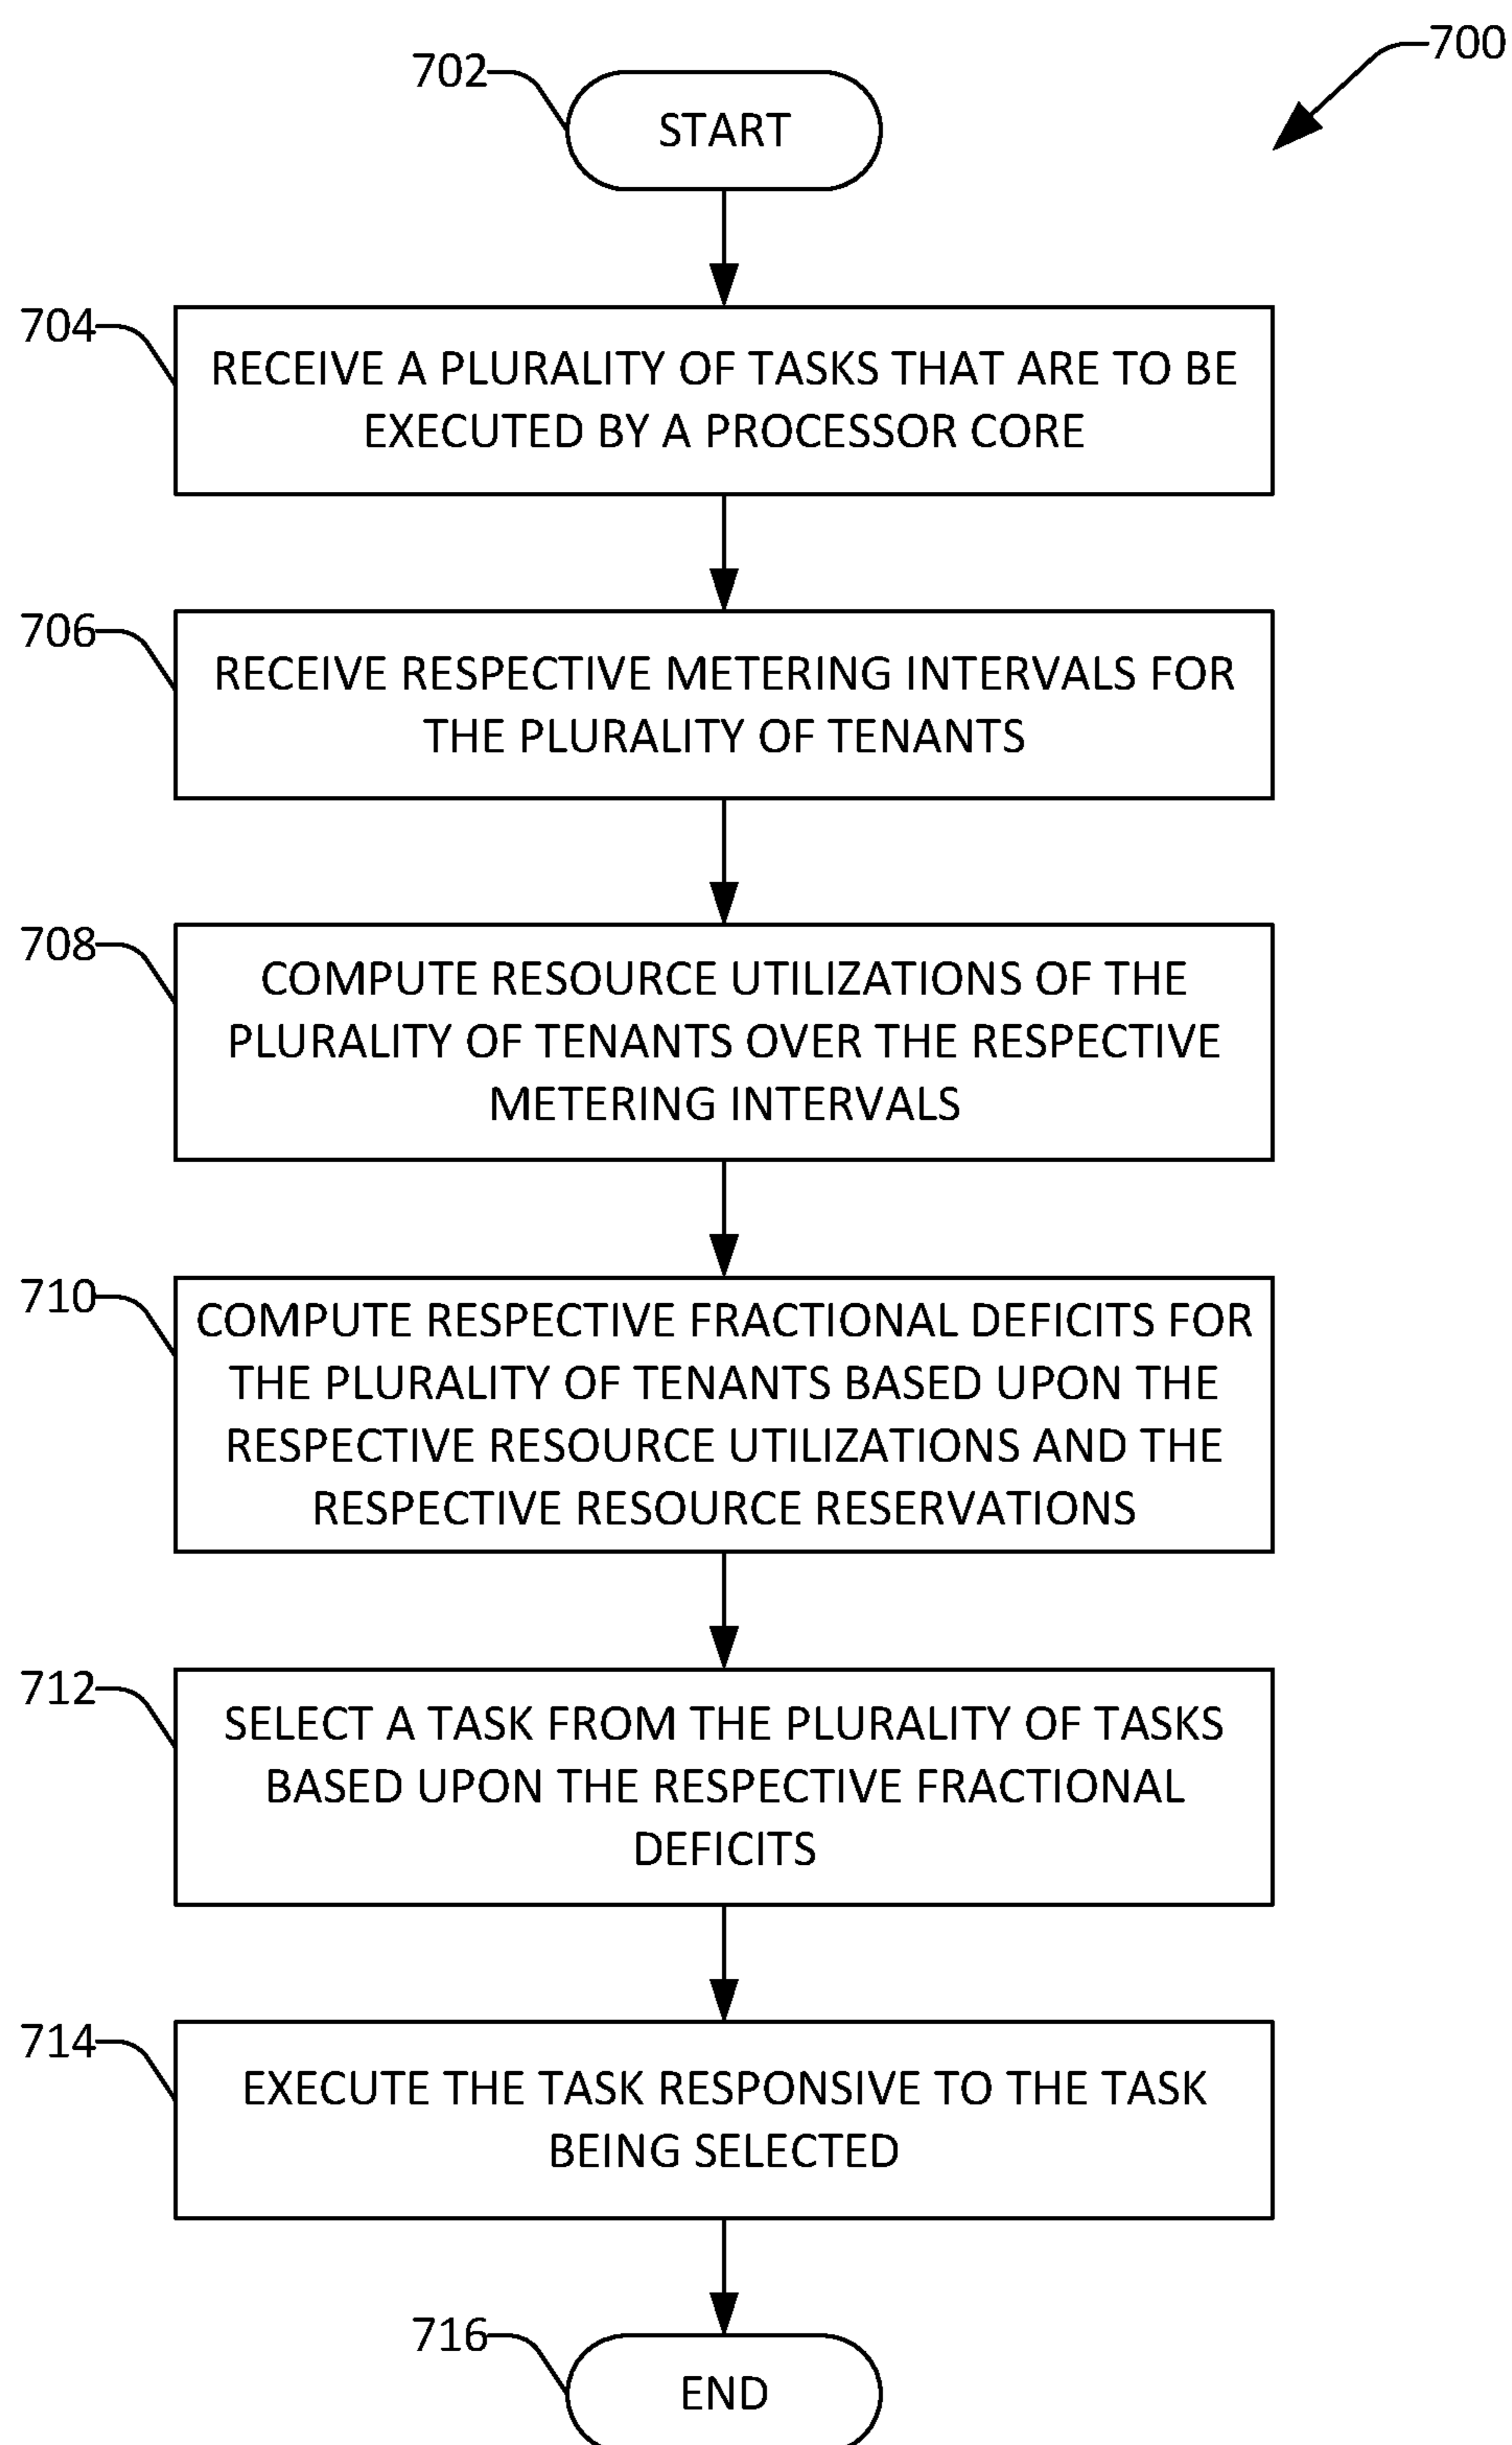 700
702
START
704
RECEIVE A PLURALITY OF TASKS THAT ARE TO BE
EXECUTED BY A PROCESSOR CORE
706
RECEIVE RESPECTIVE METERING INTERVALS FOR
THE PLURALITY OF TENANTS
708
COMPUTE RESOURCE UTILIZATIONS OF THE
PLURALITY OF TENANTS OVER THE RESPECTIVE
METERING INTERVALS
710
COMPUTE RESPECTIVE FRACTIONAL DEFICITS FOR
THE PLURALITY OF TENANTS BASED UPON THE
RESPECTIVE RESOURCE UTILIZATIONS AND THE
RESPECTIVE RESOURCE RESERVATIONS
712
SELECT A TASK FROM THE PLURALITY OF TASKS
BASED UPON THE RESPECTIVE FRACTIONAL
DEFICITS
714
EXECUTE THE TASK RESPONSIVE TO THE TASK
BEING SELECTED
716
END